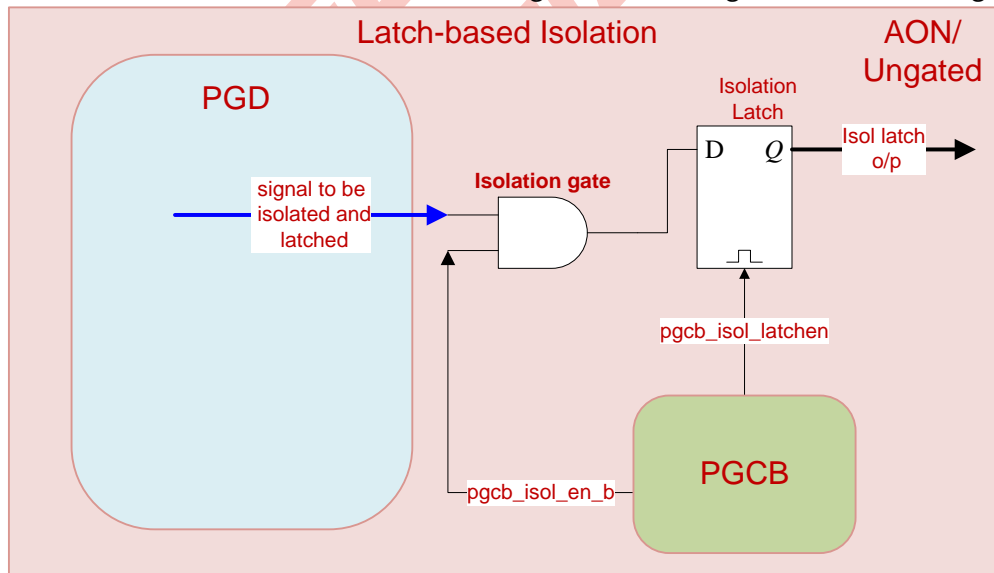 Latch-based Isolation
AON/
Ungated
PGD
Isolation
Latch
D Q
Isol latch
o/p
Isolation gate
signal to be
isolated and
latched
pgcb_isol_latchen
PGCB
pgcb_isol_en_b